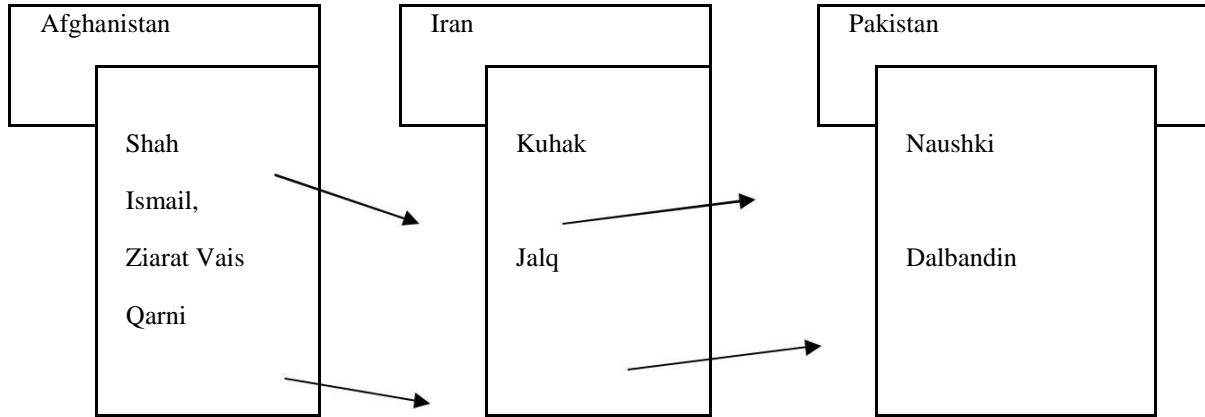 Afghanistan
Iran
Pakistan
Shah
Ismail,
Ziarat Vais
Qarni
Kuhak
Jalq
Naushki
Dalbandin